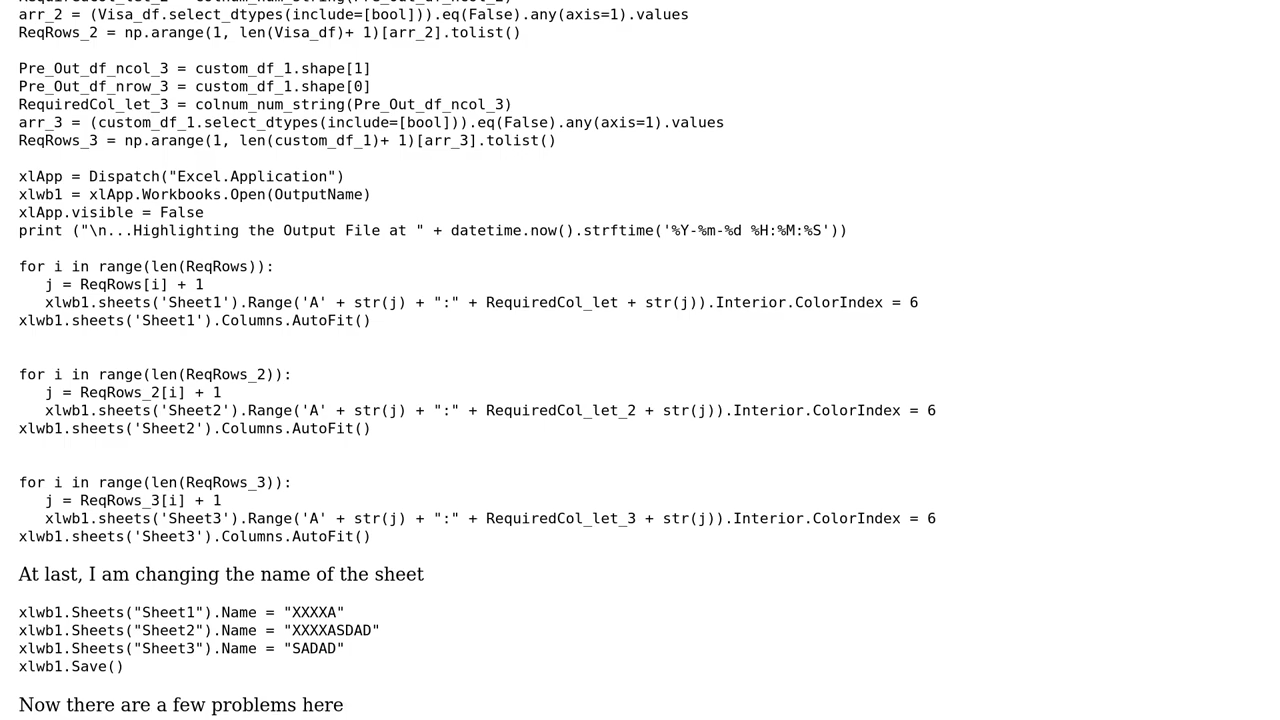 arr_2 = (Visa_df.select_dtypes(include=[bool])).eq(False).any(axis=1).values
ReqRows_2 = np.arange(1, len(Visa_df)+ 1)[arr_2].tolist()

Pre_Out_df_ncol_3 = custom_df_1.shape[1]
Pre_Out_df_nrow_3 = custom_df_1.shape[0]
RequiredCol_let_3 = colnum_num_string(Pre_Out_df_ncol_3)
arr_3 = (custom_df_1.select_dtypes(include=[bool])).eq(False).any(axis=1).values
ReqRows_3 = np.arange(1, len(custom_df_1)+ 1)[arr_3].tolist()

xlApp = Dispatch("Excel.Application")
xlwb1 = xlApp.Workbooks.Open(OutputName)
xlApp.visible = False
print ("\n...Highlighting the Output File at " + datetime.now().strftime('%Y-%m-%d %H:%M:%S'))

for i in range(len(ReqRows)):
   j = ReqRows[i] + 1
   xlwb1.sheets('Sheet1').Range('A' + str(j) + ":" + RequiredCol_let + str(j)).Interior.ColorIndex = 6
xlwb1.sheets('Sheet1').Columns.AutoFit()


for i in range(len(ReqRows_2)):
   j = ReqRows_2[i] + 1
   xlwb1.sheets('Sheet2').Range('A' + str(j) + ":" + RequiredCol_let_2 + str(j)).Interior.ColorIndex = 6
xlwb1.sheets('Sheet2').Columns.AutoFit()


for i in range(len(ReqRows_3)):
   j = ReqRows_3[i] + 1
   xlwb1.sheets('Sheet3').Range('A' + str(j) + ":" + RequiredCol_let_3 + str(j)).Interior.ColorIndex = 6
xlwb1.sheets('Sheet3').Columns.AutoFit()

At last, I am changing the name of the sheet

xlwb1.Sheets("Sheet1").Name = "XXXXA"
xlwb1.Sheets("Sheet2").Name = "XXXXASDAD"
xlwb1.Sheets("Sheet3").Name = "SADAD"
xlwb1.Save()

Now there are a few problems here